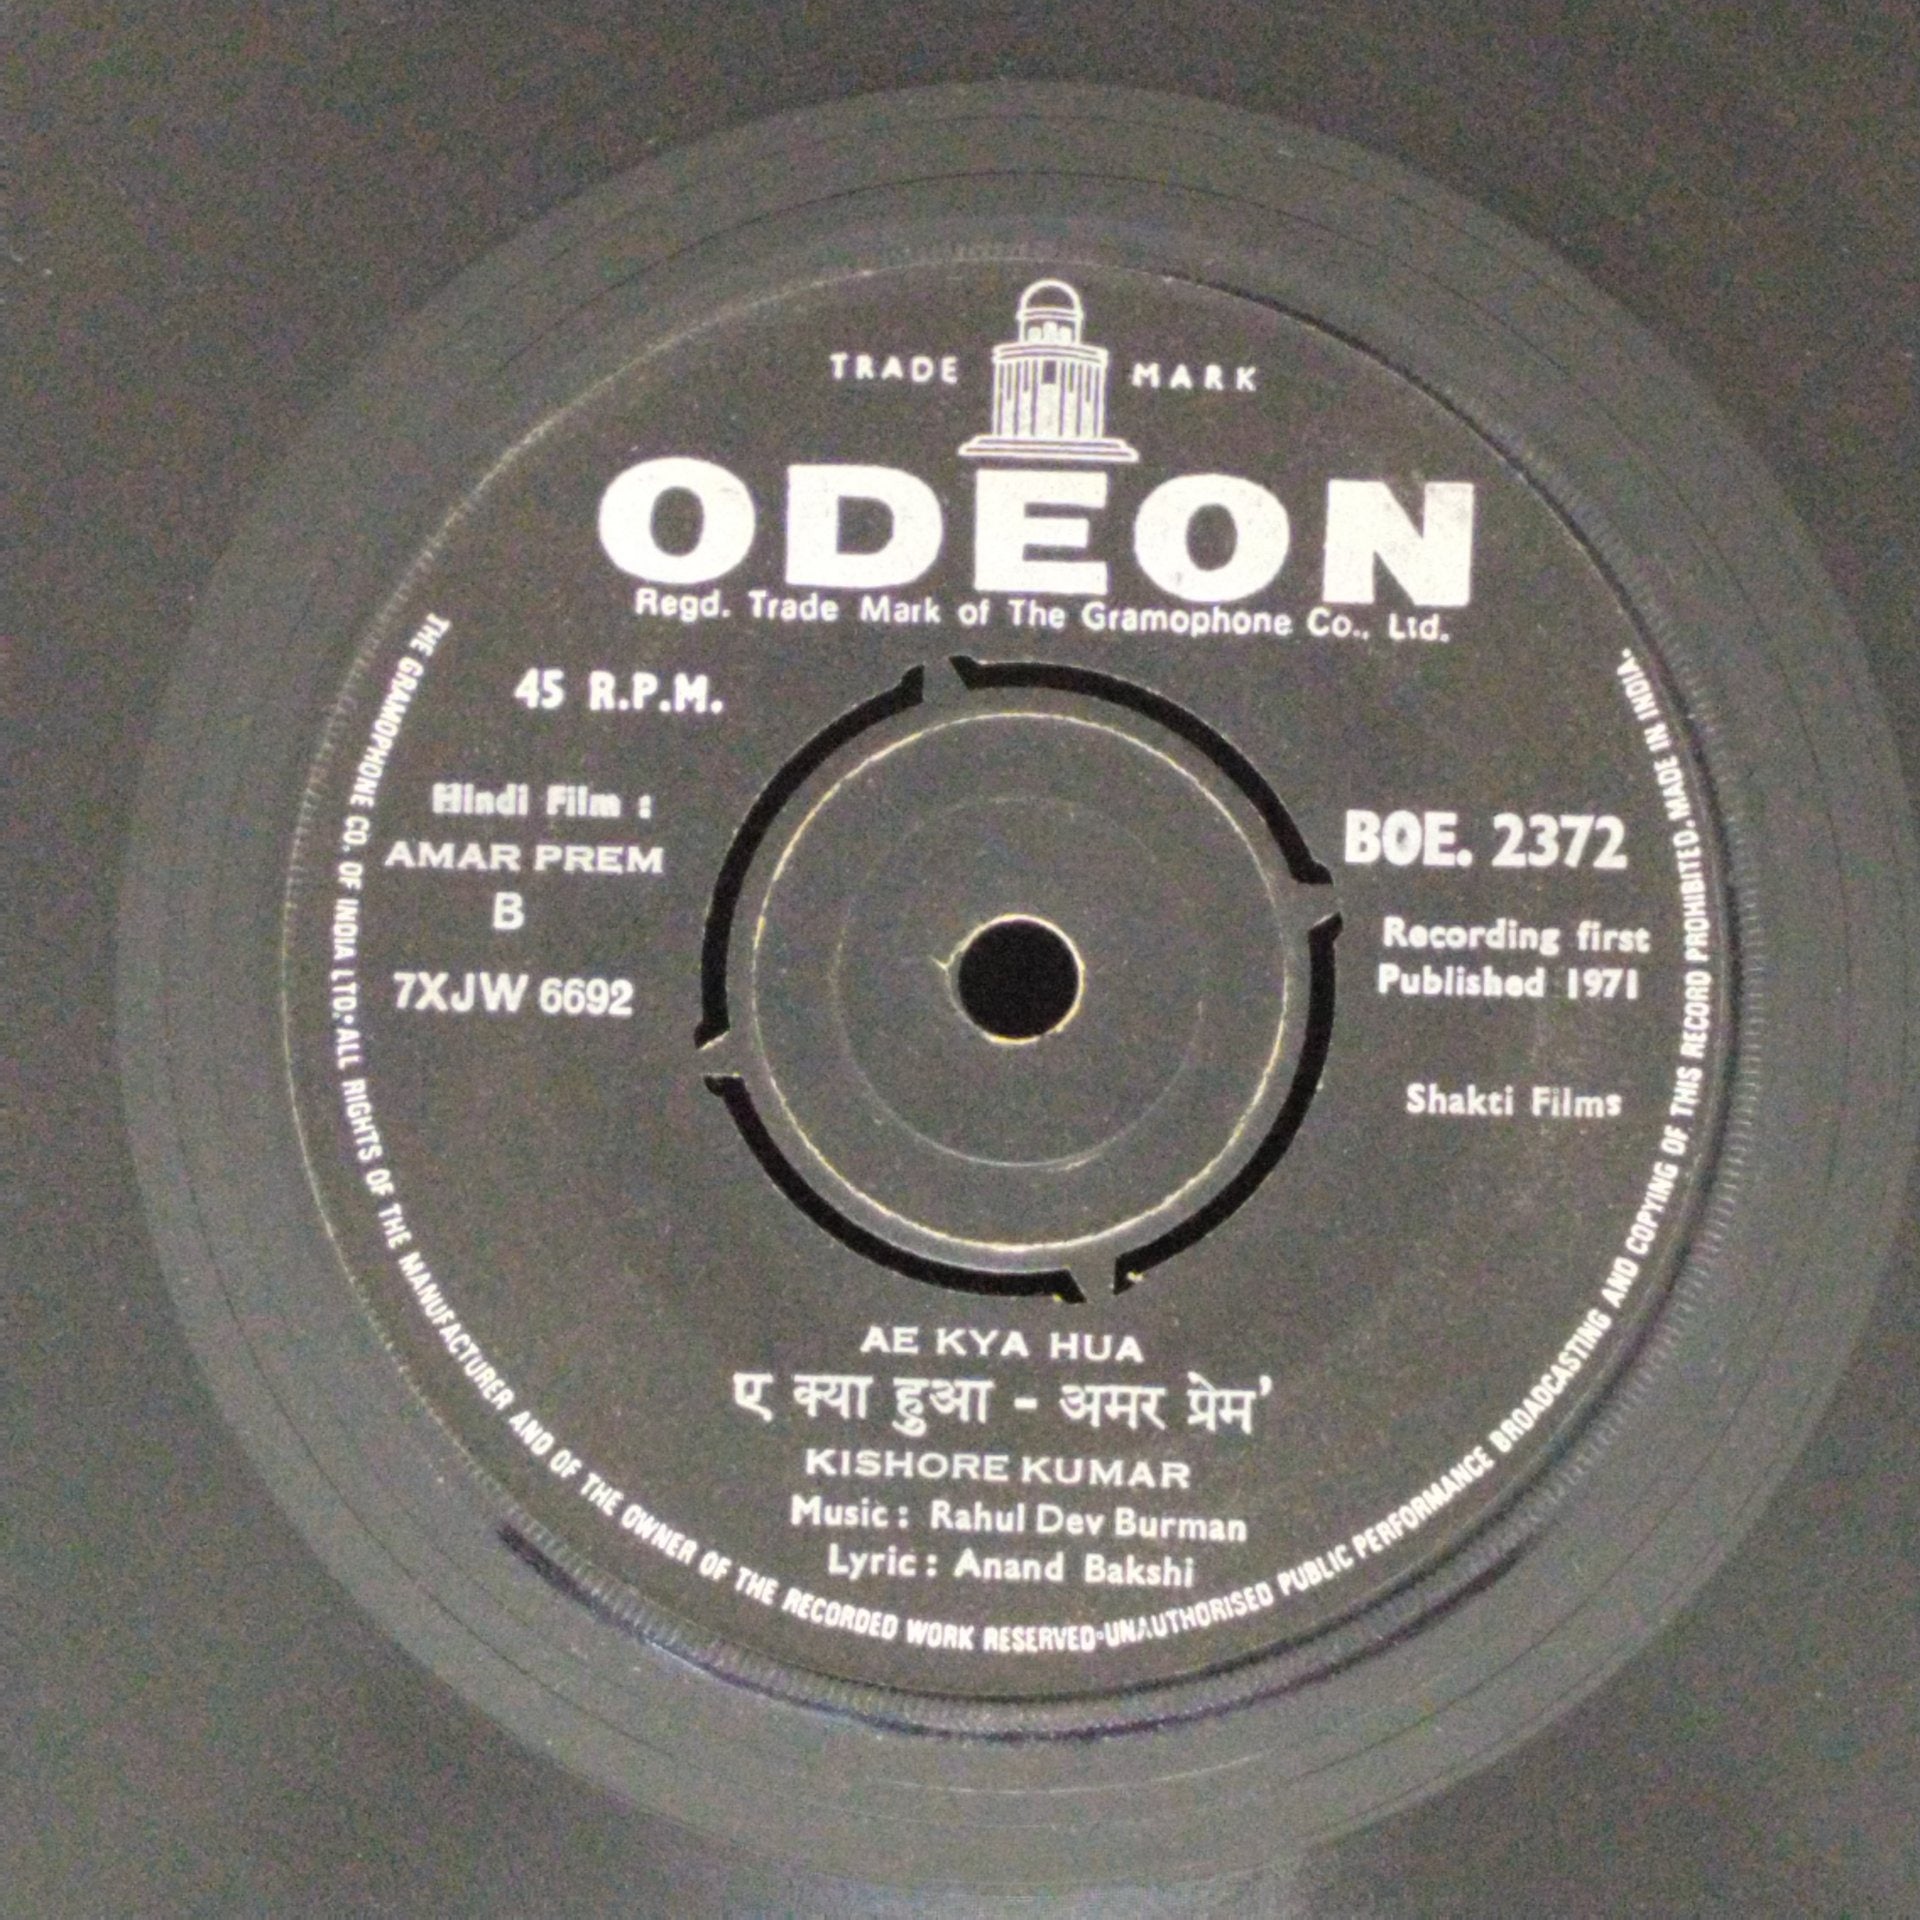 TRADE MARK
ODEON
Regd. Trade Mark of The Gramophone Co., Ltd.
45 R.P.M.
Hindi Film :
AMAR PREM
B
7XJW 6692
BOE. 2372
Recording first
Published 1971
Shakti Films
AE KYA HUA
ए क्या हुआ - अमर प्रेम'
KISHORE KUMAR
Music : Rahul Dev Burman
Lyric : Anand Bakshi
THE GRAMOPHONE CO. OF INDIA LTD.·ALL RIGHTS OF THE MANUFACTURER AND OF THE OWNER OF THE RECORDED WORK RESERVED·UNAUTHORISED PUBLIC PERFORMANCE BROADCASTING AND COPYING OF THIS RECORD PROHIBITED. MADE IN INDIA.